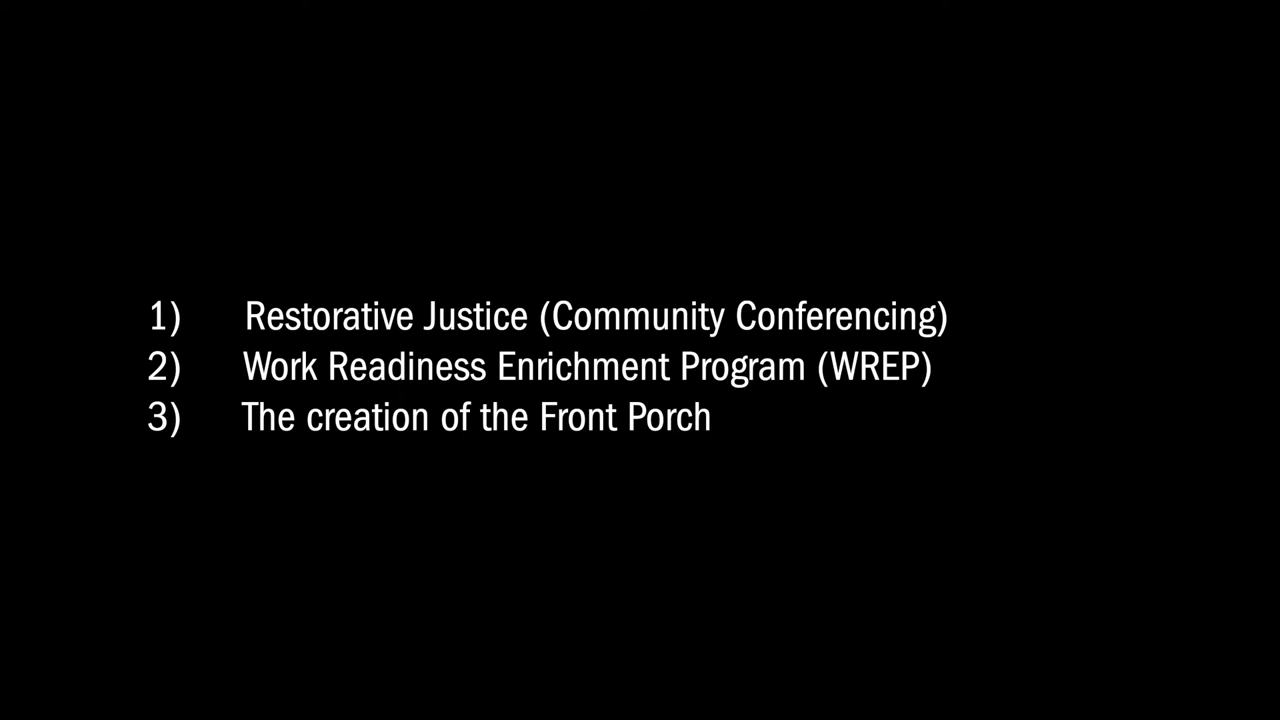 1) Restorative Justice (Community Conferencing)
2) Work Readiness Enrichment Program (WREP)
3) The creation of the Front Porch